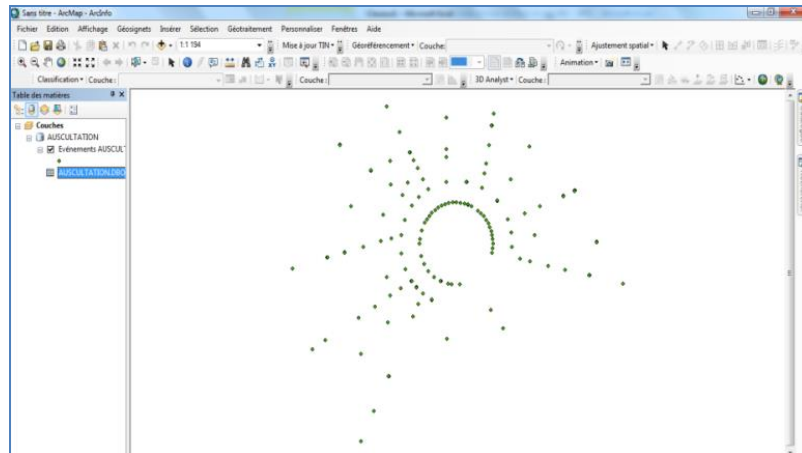 Sans titre - ArcMap - ArcInfo
Fichier Edition Affichage Géosignets Insérer Sélection Géotraitement Personnaliser Fenêtres Aide
1:1 194 Mise à jour TIN Géoréférencement Couche: Ajustement spatial
Animation
Classification Couche: Couche: 3D Analyst Couche:
Table des matières
Couches
AUSCULTATION
Evénements AUSCUL
AUSCULTATION.DBO